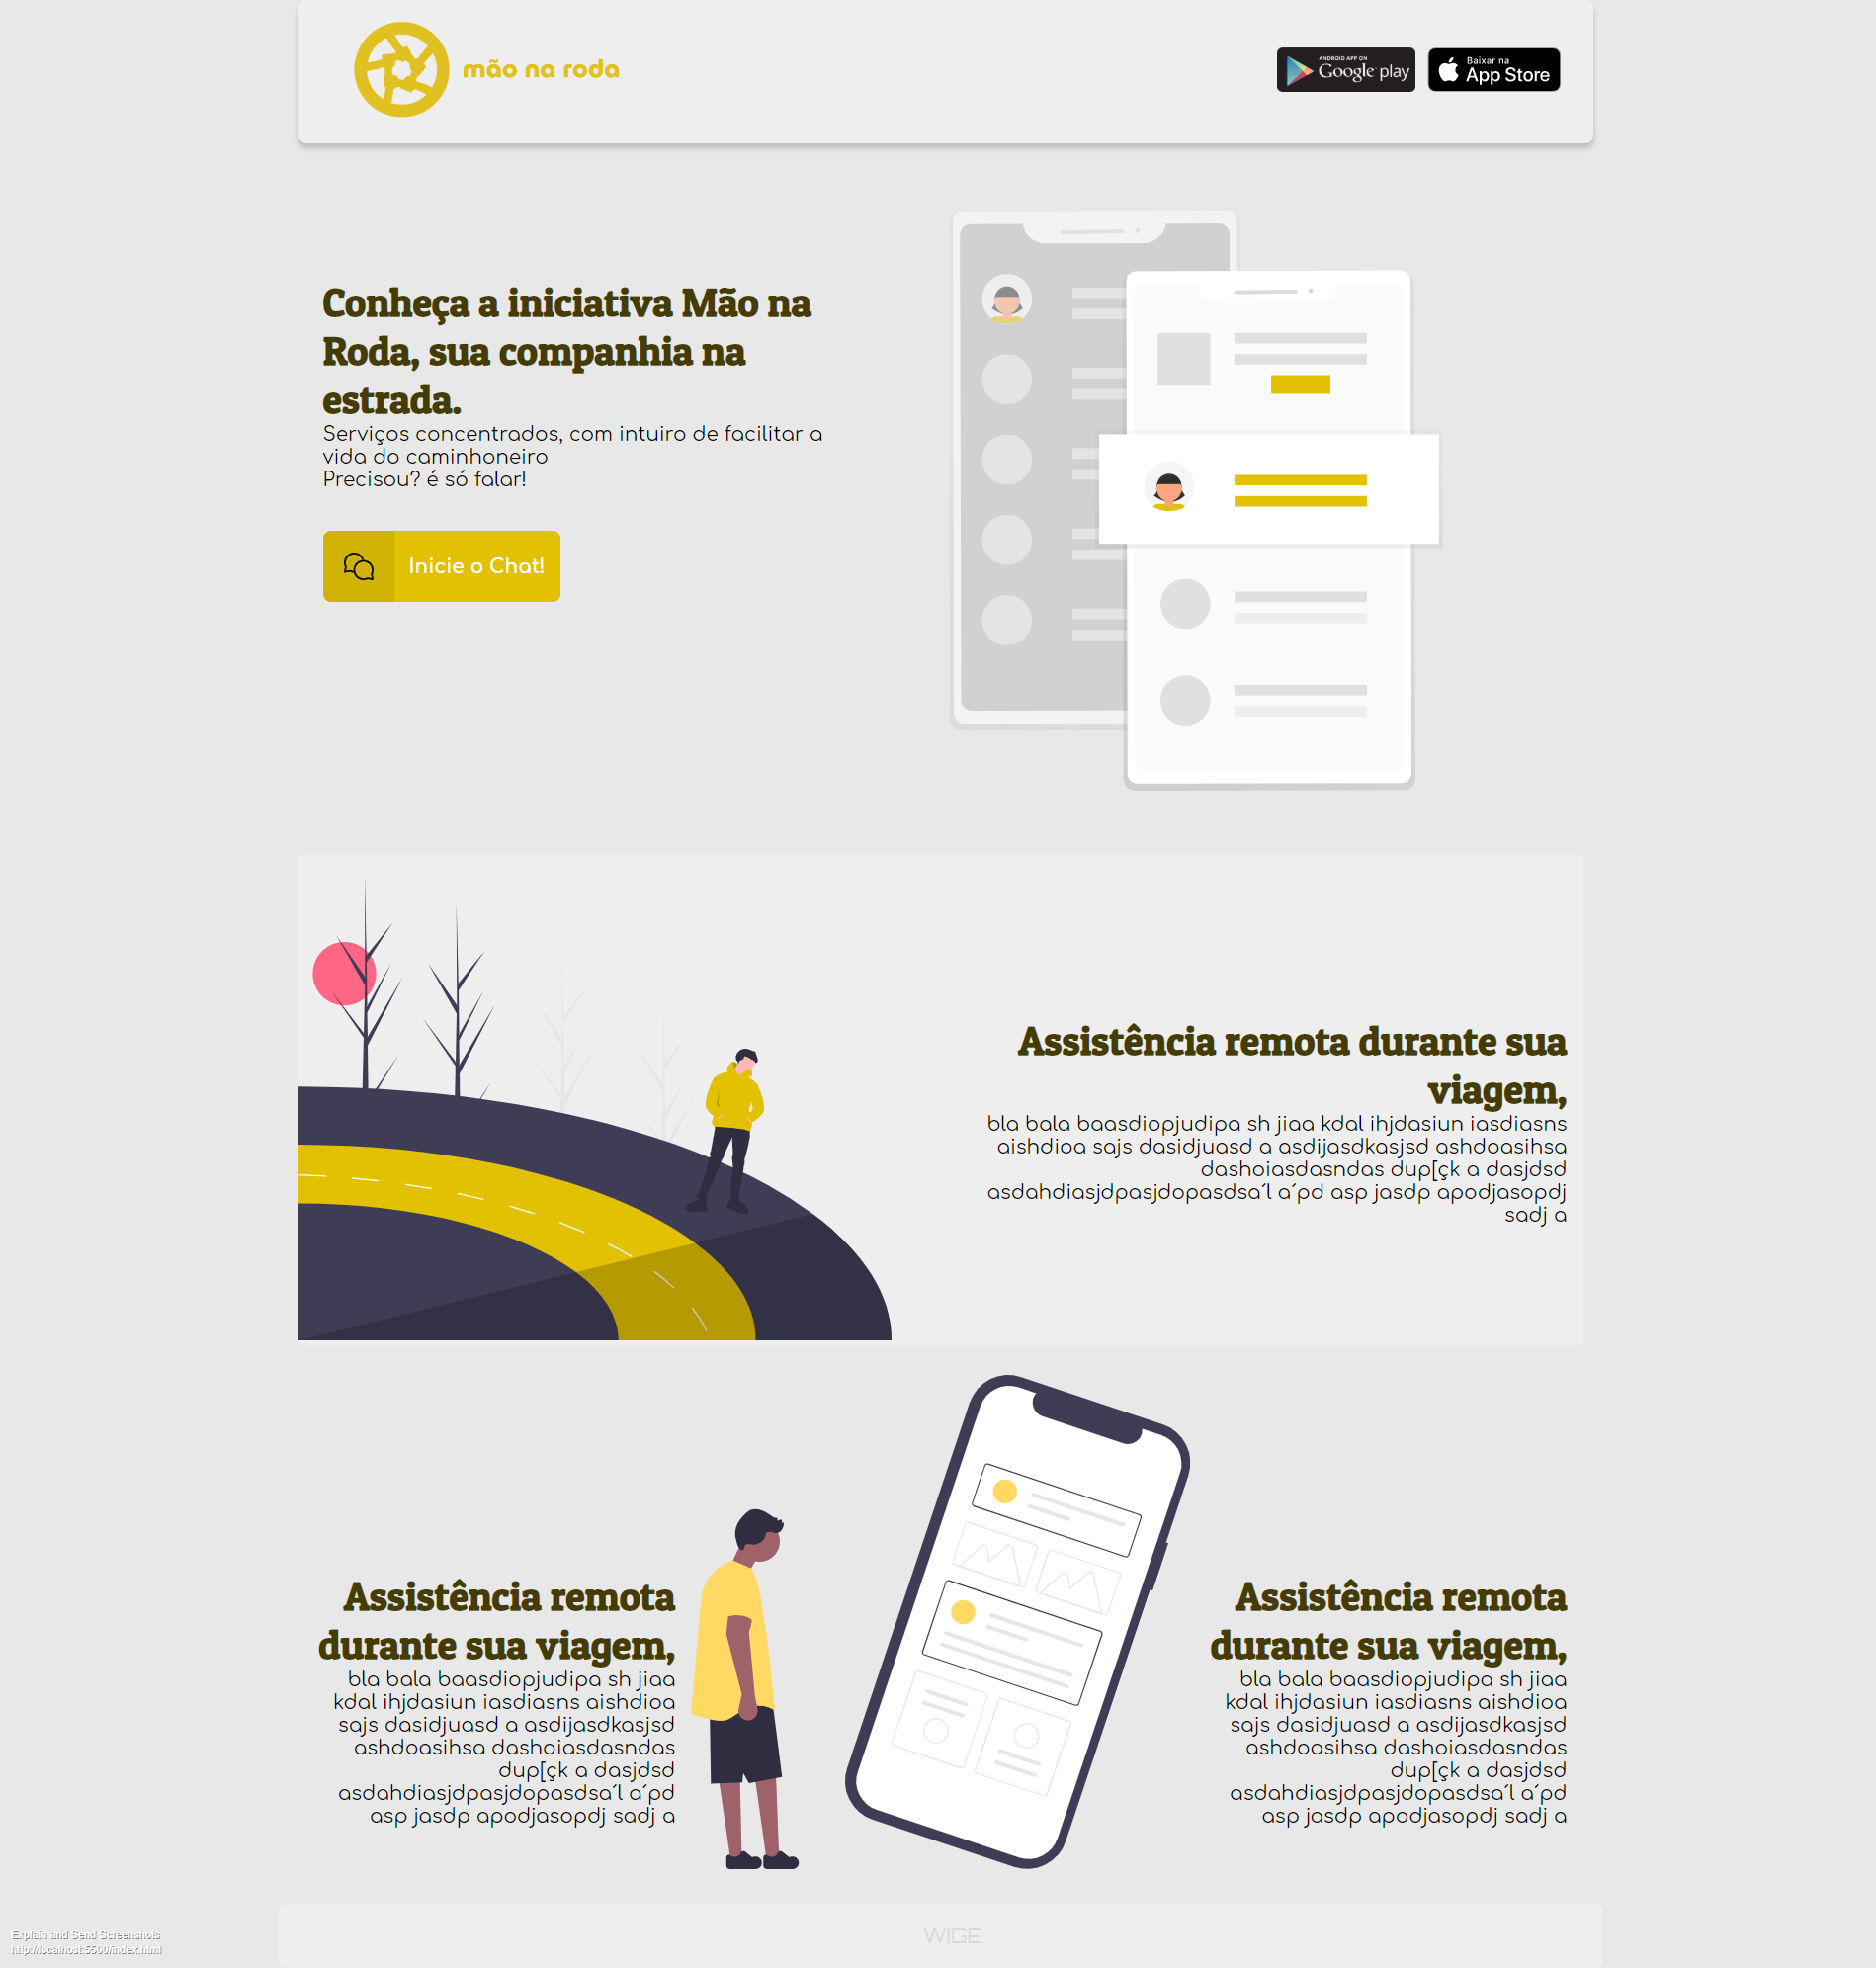 mão na roda
ANDROID APP ON
Google play
Baixar na
App Store
Conheça a iniciativa Mão na
Roda, sua companhia na
estrada.
Serviços concentrados, com intuiro de facilitar a
vida do caminhoneiro
Precisou? é só falar!
Inicie o Chat!
Assistência remota durante sua
viagem,
bla bala baasdiopjudipa sh jiaa kdal ihjdasiun iasdiasns
aishdioa sajs dasidjuasd a asdijasdkasjsd ashdoasihsa
dashoiasdasndas dup[çk a dasjdsd
asdahdiasjdpasjdopasdsa´l a´pd asp jasdp apodjasopdj
sadj a
Assistência remota
durante sua viagem,
bla bala baasdiopjudipa sh jiaa
kdal ihjdasiun iasdiasns aishdioa
sajs dasidjuasd a asdijasdkasjsd
ashdoasihsa dashoiasdasndas
dup[çk a dasjdsd
asdahdiasjdpasjdopasdsa´l a´pd
asp jasdp apodjasopdj sadj a
Assistência remota
durante sua viagem,
bla bala baasdiopjudipa sh jiaa
kdal ihjdasiun iasdiasns aishdioa
sajs dasidjuasd a asdijasdkasjsd
ashdoasihsa dashoiasdasndas
dup[çk a dasjdsd
asdahdiasjdpasjdopasdsa´l a´pd
asp jasdp apodjasopdj sadj a
WIGE
Explain and Send Screenshots
http://localhost:5500/index.html